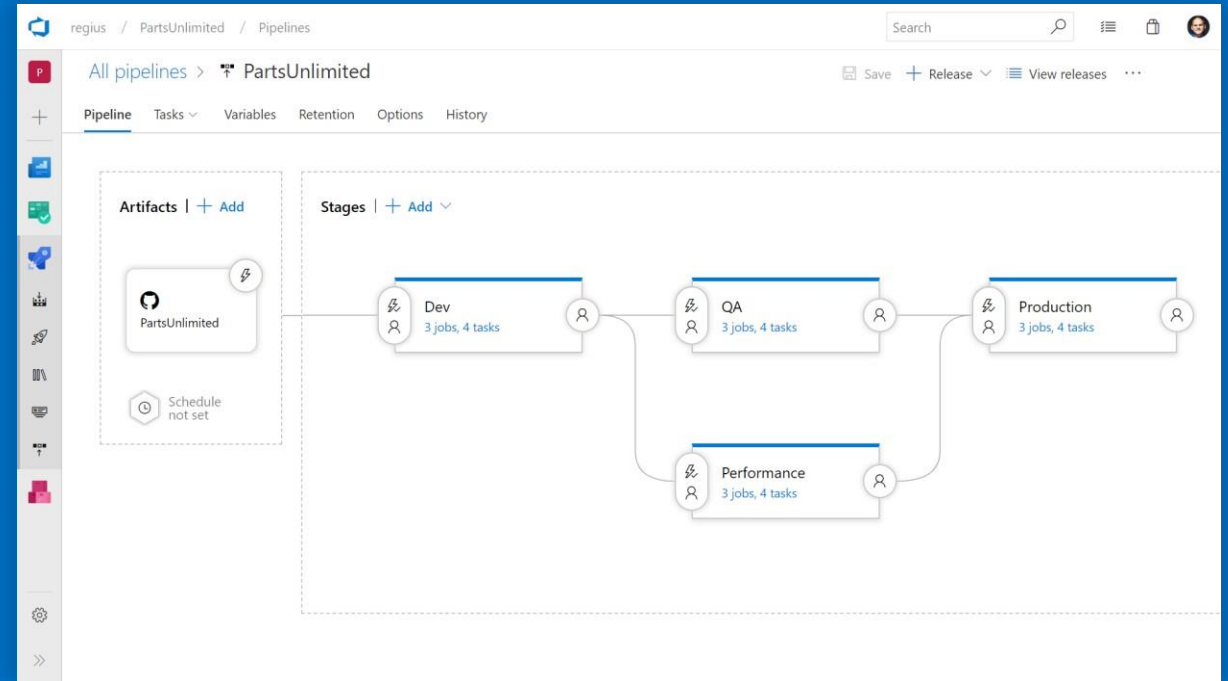 regius / PartsUnlimited / Pipelines
Search
P
All pipelines > PartsUnlimited
Save + Release View releases ...
Pipeline Tasks Variables Retention Options History
Artifacts | + Add
Stages | + Add
PartsUnlimited
Schedule
not set
Dev
3 jobs, 4 tasks
QA
3 jobs, 4 tasks
Production
3 jobs, 4 tasks
Performance
3 jobs, 4 tasks